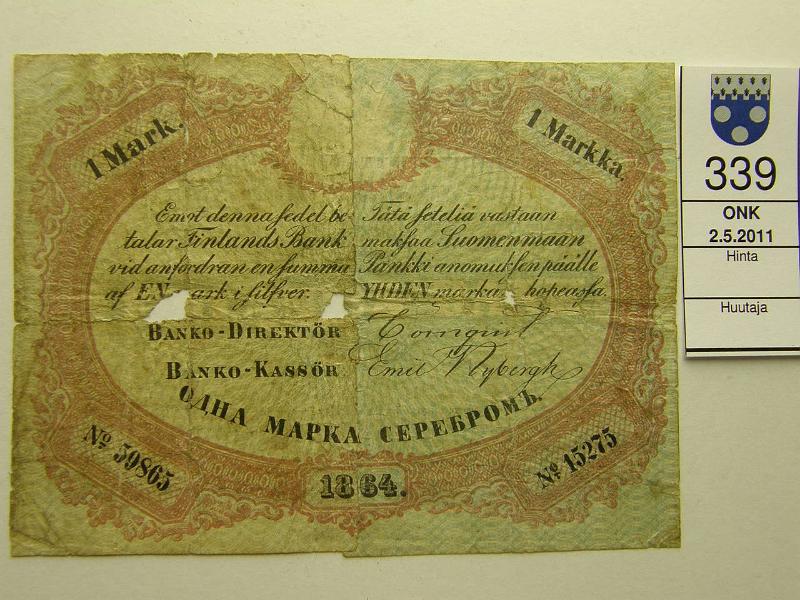 1 Mark.
1 Markka.
Emot denna sedel be-
talar Finlands Bank
vid anfordran en summa
af EN mark i silfver.
Tätä seteliä vastaan
maksaa Suomenmaan
Pankki anomuksen päälle
YHDEN markan hopeassa.
BANKO-DIREKTÖR
BANKO-KASSÖR
Emil Nybergh
ОДНА МАРКА СЕРЕБРОМЪ.
No 59865
1864.
No 15275
339
ONK
2.5.2011
Hinta
Huutaja